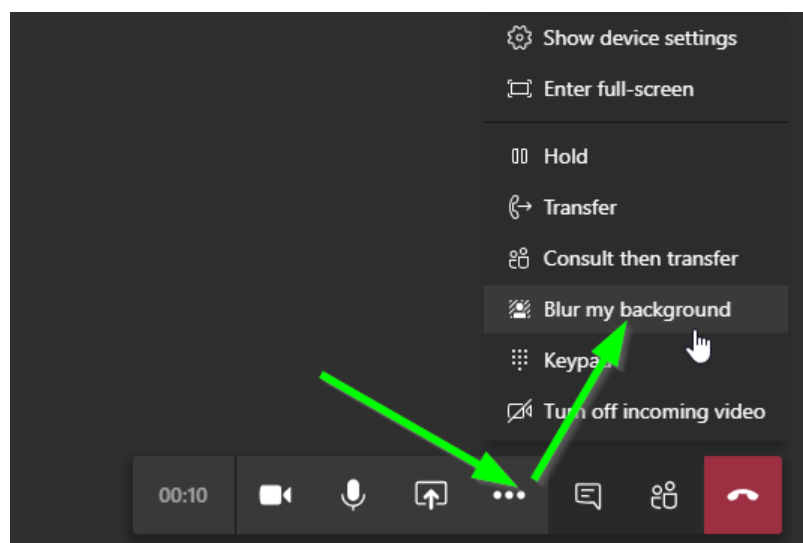 Show device settings
Enter full-screen
Hold
Transfer
Consult then transfer
Blur my background
Keypad
Turn off incoming video
00:10